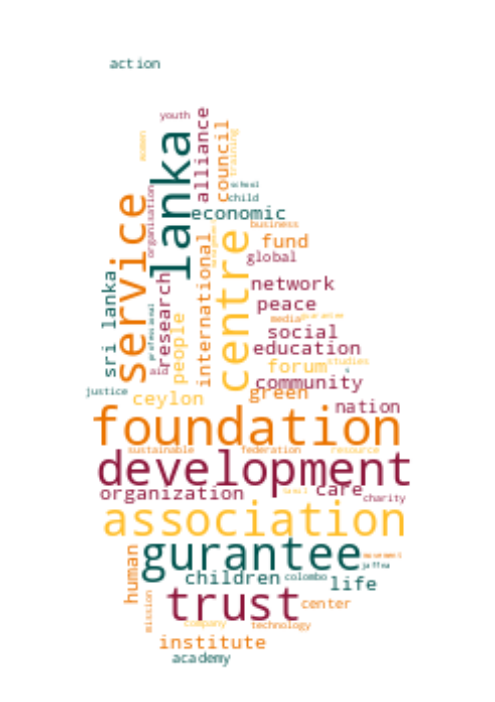 action
youth
women
lanka
alliance
council
training
school
child
service
organisation
economic
business
centre
fund
international
global
sri lanka
professional
research
people
network
peace
media guarantee
social
education
forum studies
community
justice
green
ceylon
nation
foundation
sustainable federation resource
development
organization
care
charity
association
gurantee
movement
jaffna
human
children
colombo
life
mission
trust
center
company
technology
institute
academy